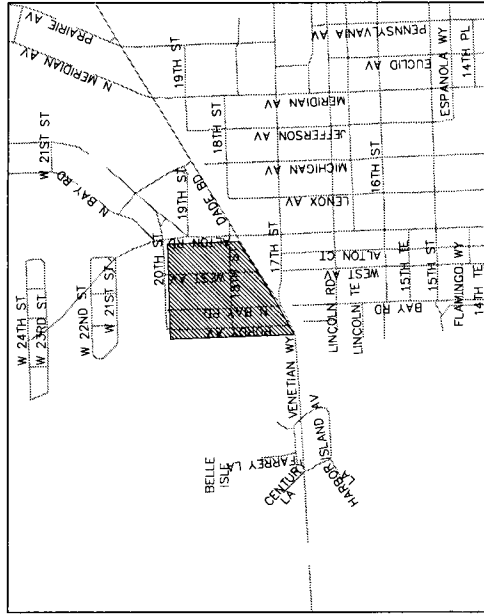 PRAIRIE AV
N MERIDIAN AV
19TH ST
PENNSYLVANIA AV
EUCLID AV
ESPANOLA WY
14TH PL
MERIDIAN AV
18TH ST
JEFFERSON AV
MICHIGAN AV
16TH ST
LENOX AV
W 21ST ST
N BAY RD
19TH ST
DADE BD
17TH ST
20TH ST
ALTON RD
WEST AV
18TH ST
N BAY RD
PURDY AV
ALTON CT
WEST AV
LINCOLN RD
LINCOLN TE
15TH TE
15TH ST
BAY RD
FLAMINGO WY
14TH TE
W 24TH ST
W 23RD ST
W 22ND ST
W 21ST ST
VENETIAN WY
BELLE
ISLE
FARREY LA
ISLAND AV
CENTURY
LA
HARBOR
LA